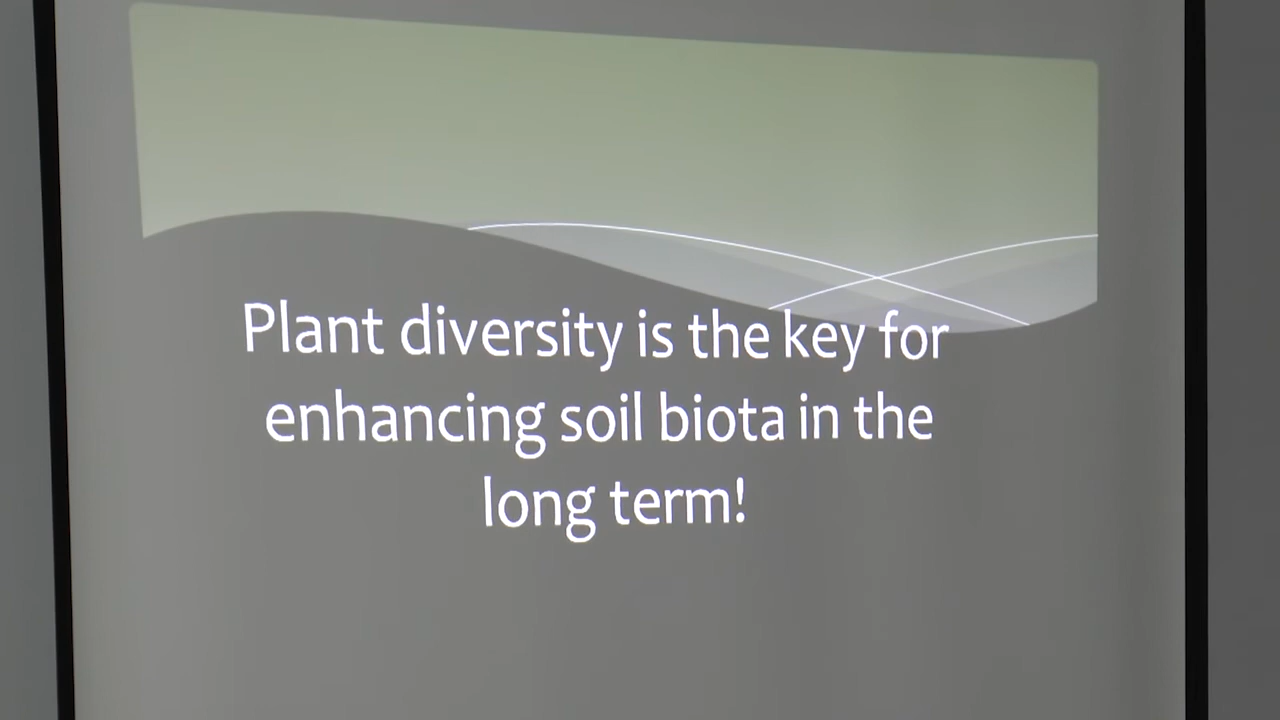 Plant diversity is the key for
enhancing soil biota in the
long term!